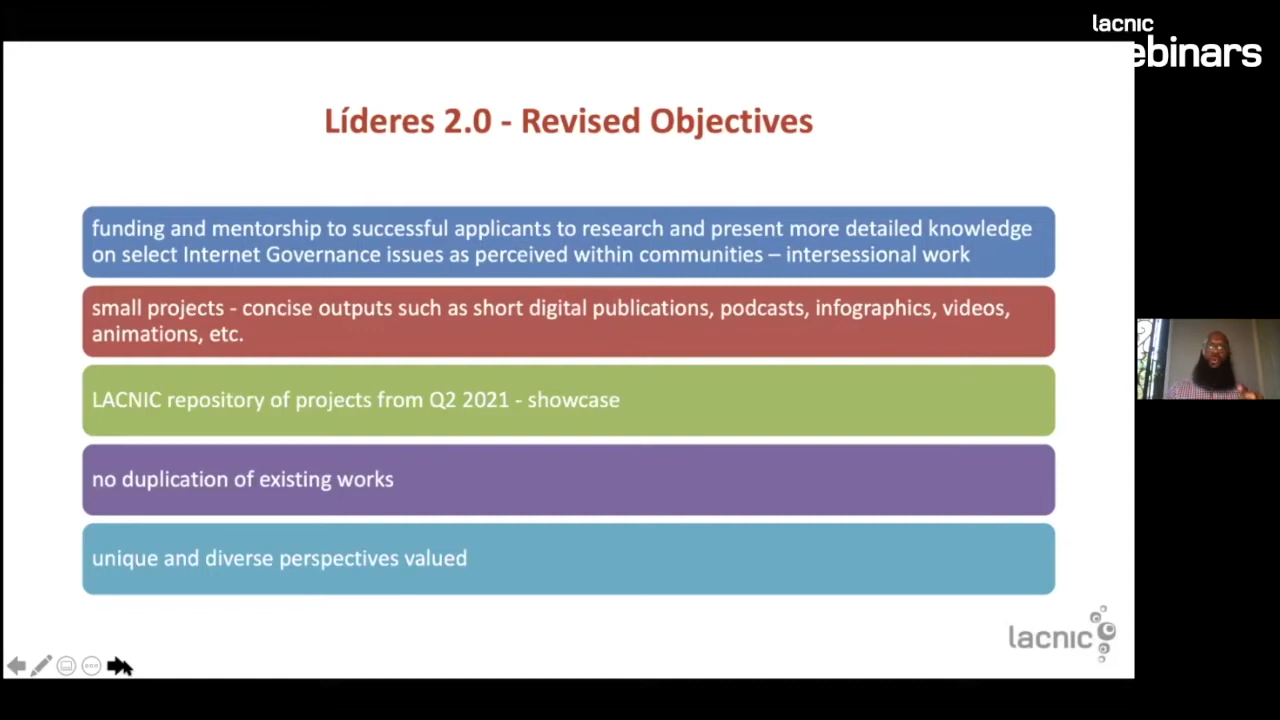 lacnic
ebinars
Líderes 2.0 - Revised Objectives
funding and mentorship to successful applicants to research and present more detailed knowledge
on select Internet Governance issues as perceived within communities – intersessional work
small projects - concise outputs such as short digital publications, podcasts, infographics, videos,
animations, etc.
LACNIC repository of projects from Q2 2021 - showcase
no duplication of existing works
unique and diverse perspectives valued
lacnic